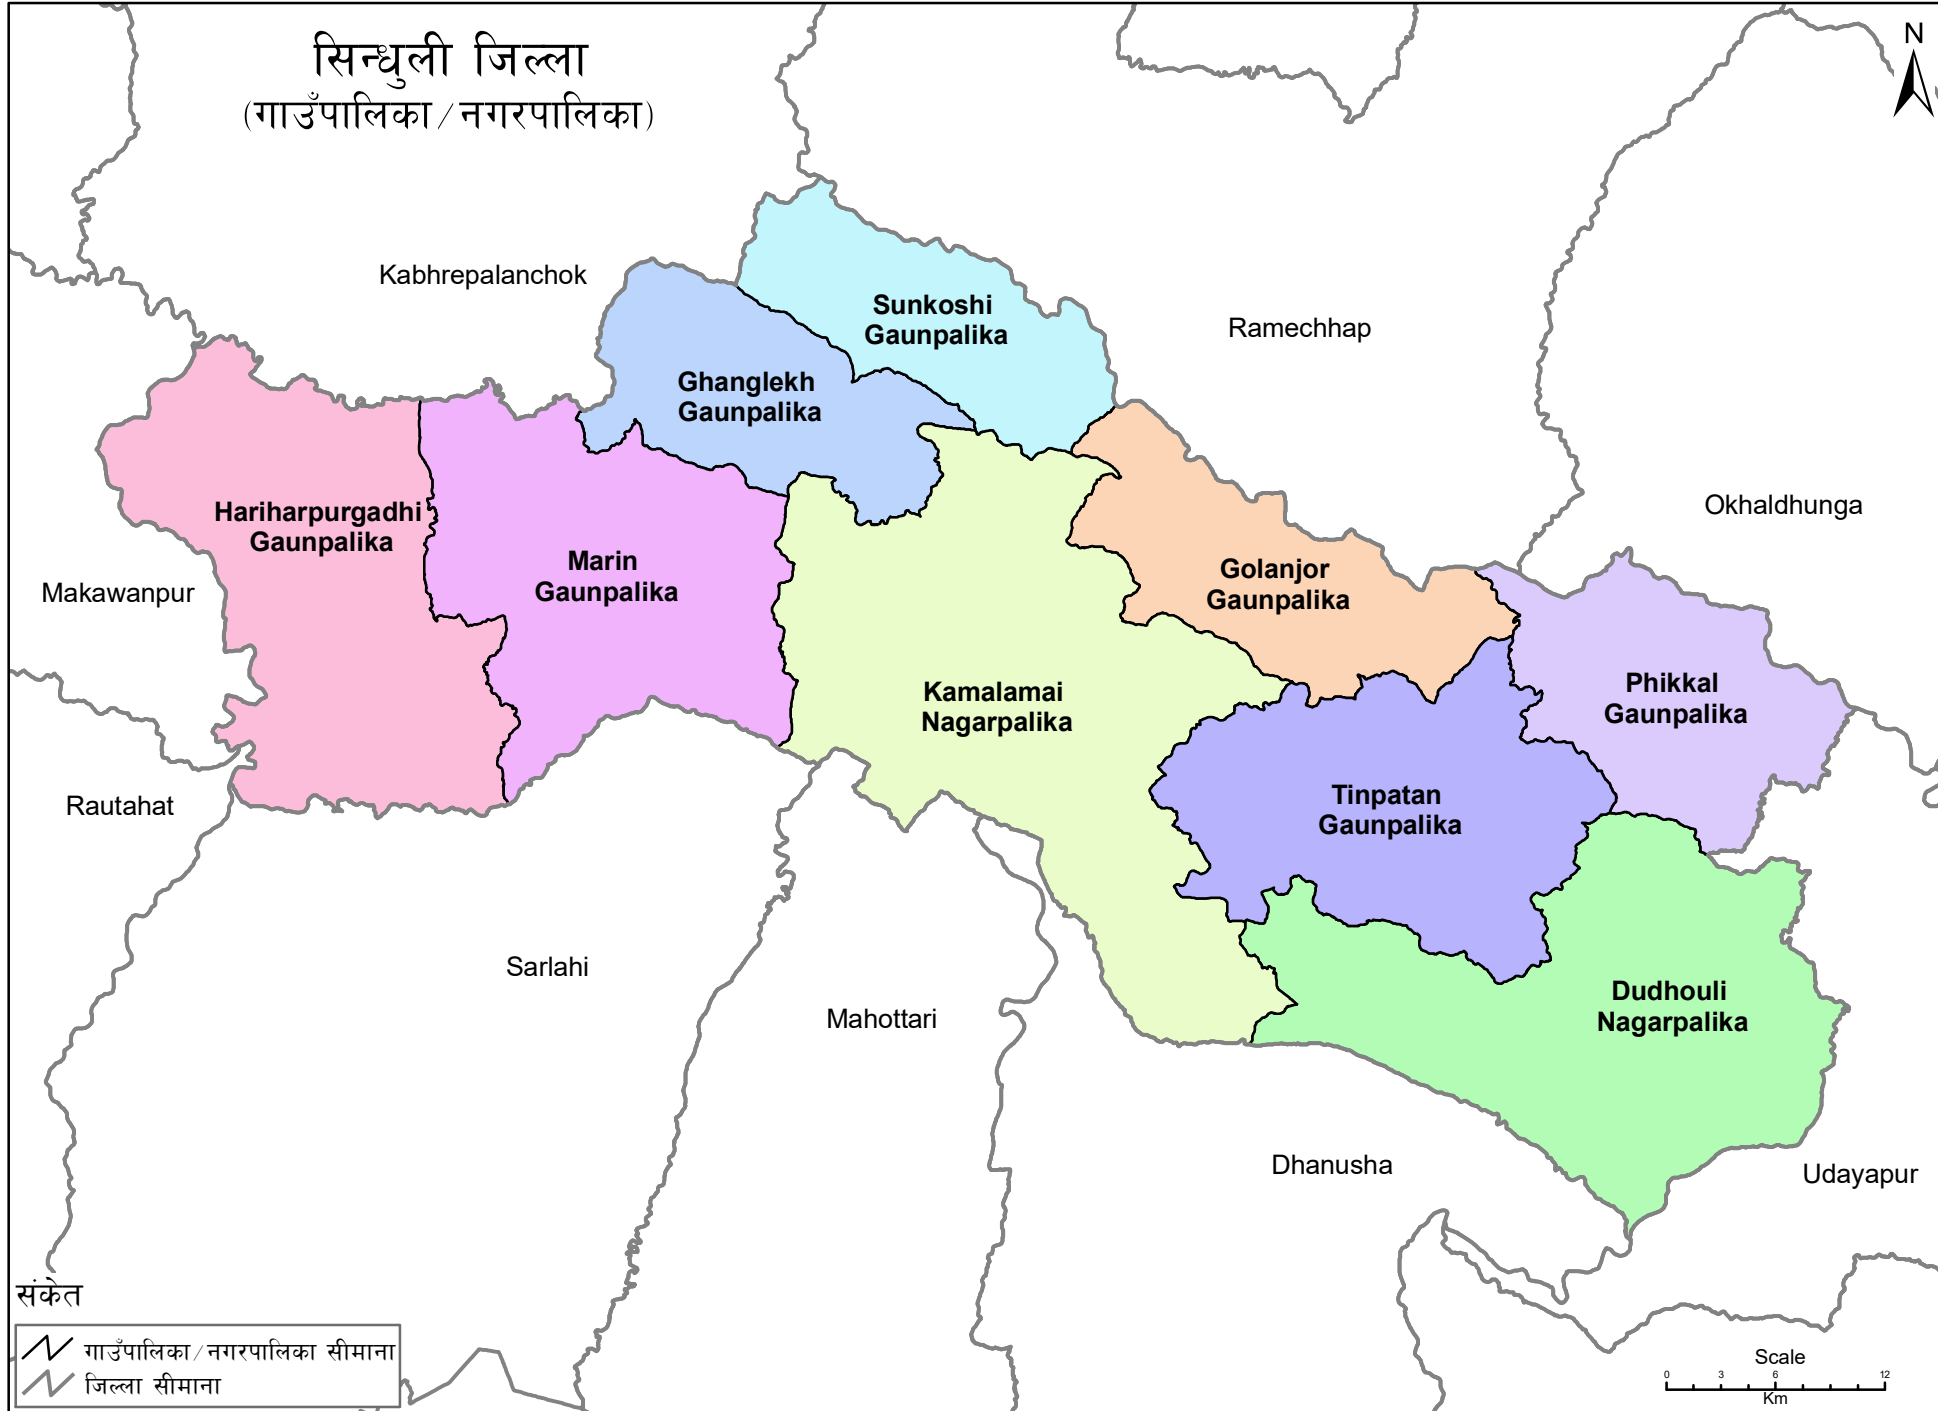 सिन्धुली जिल्ला
(गाउँपालिका/नगरपालिका)
N
Kabhrepalanchok
Sunkoshi
Gaunpalika
Ramechhap
Ghanglekh
Gaunpalika
Hariharpurgadhi
Gaunpalika
Okhaldhunga
Marin
Gaunpalika
Golanjor
Gaunpalika
Makawanpur
Kamalamai
Nagarpalika
Phikkal
Gaunpalika
Rautahat
Tinpatan
Gaunpalika
Sarlahi
Mahottari
Dudhouli
Nagarpalika
Dhanusha
Udayapur
संकेत
गाउँपालिका/नगरपालिका सीमाना
जिल्ला सीमाना
Scale
0 3 6 12
Km